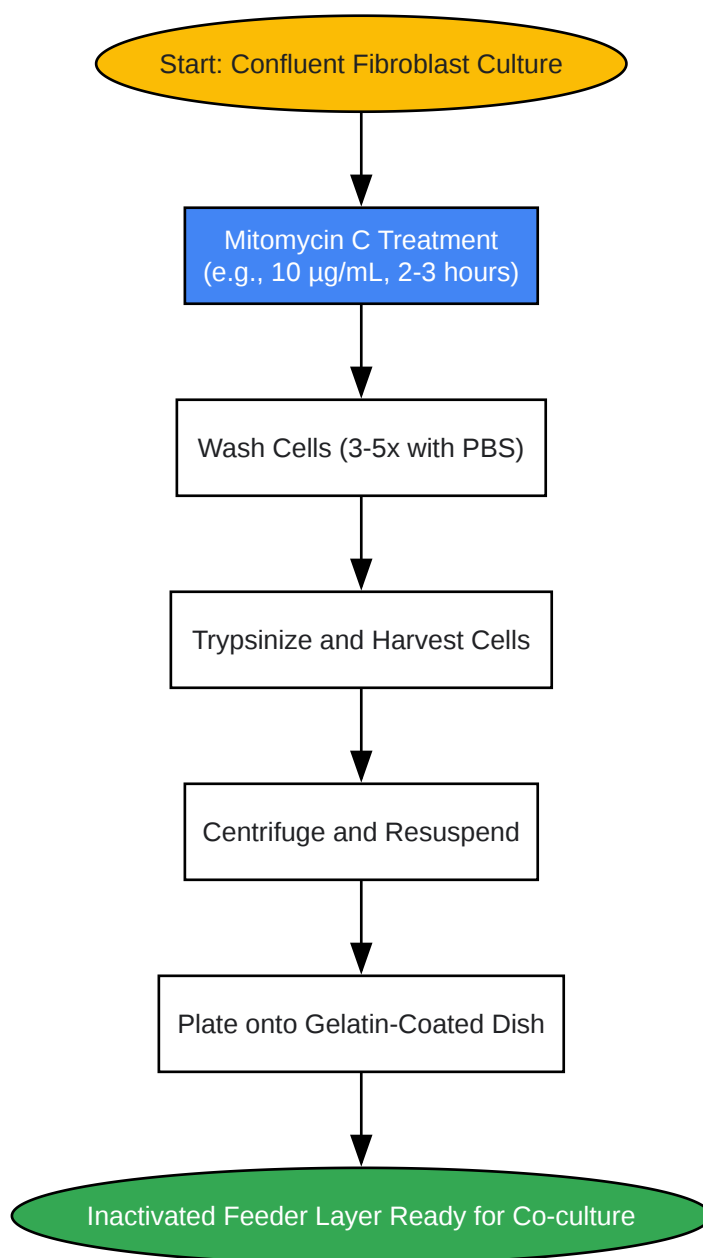 Start: Confluent Fibroblast Culture
Mitomycin C Treatment
(e.g., 10 µg/mL, 2-3 hours)
Wash Cells (3-5x with PBS)
Trypsinize and Harvest Cells
Centrifuge and Resuspend
Plate onto Gelatin-Coated Dish
Inactivated Feeder Layer Ready for Co-culture